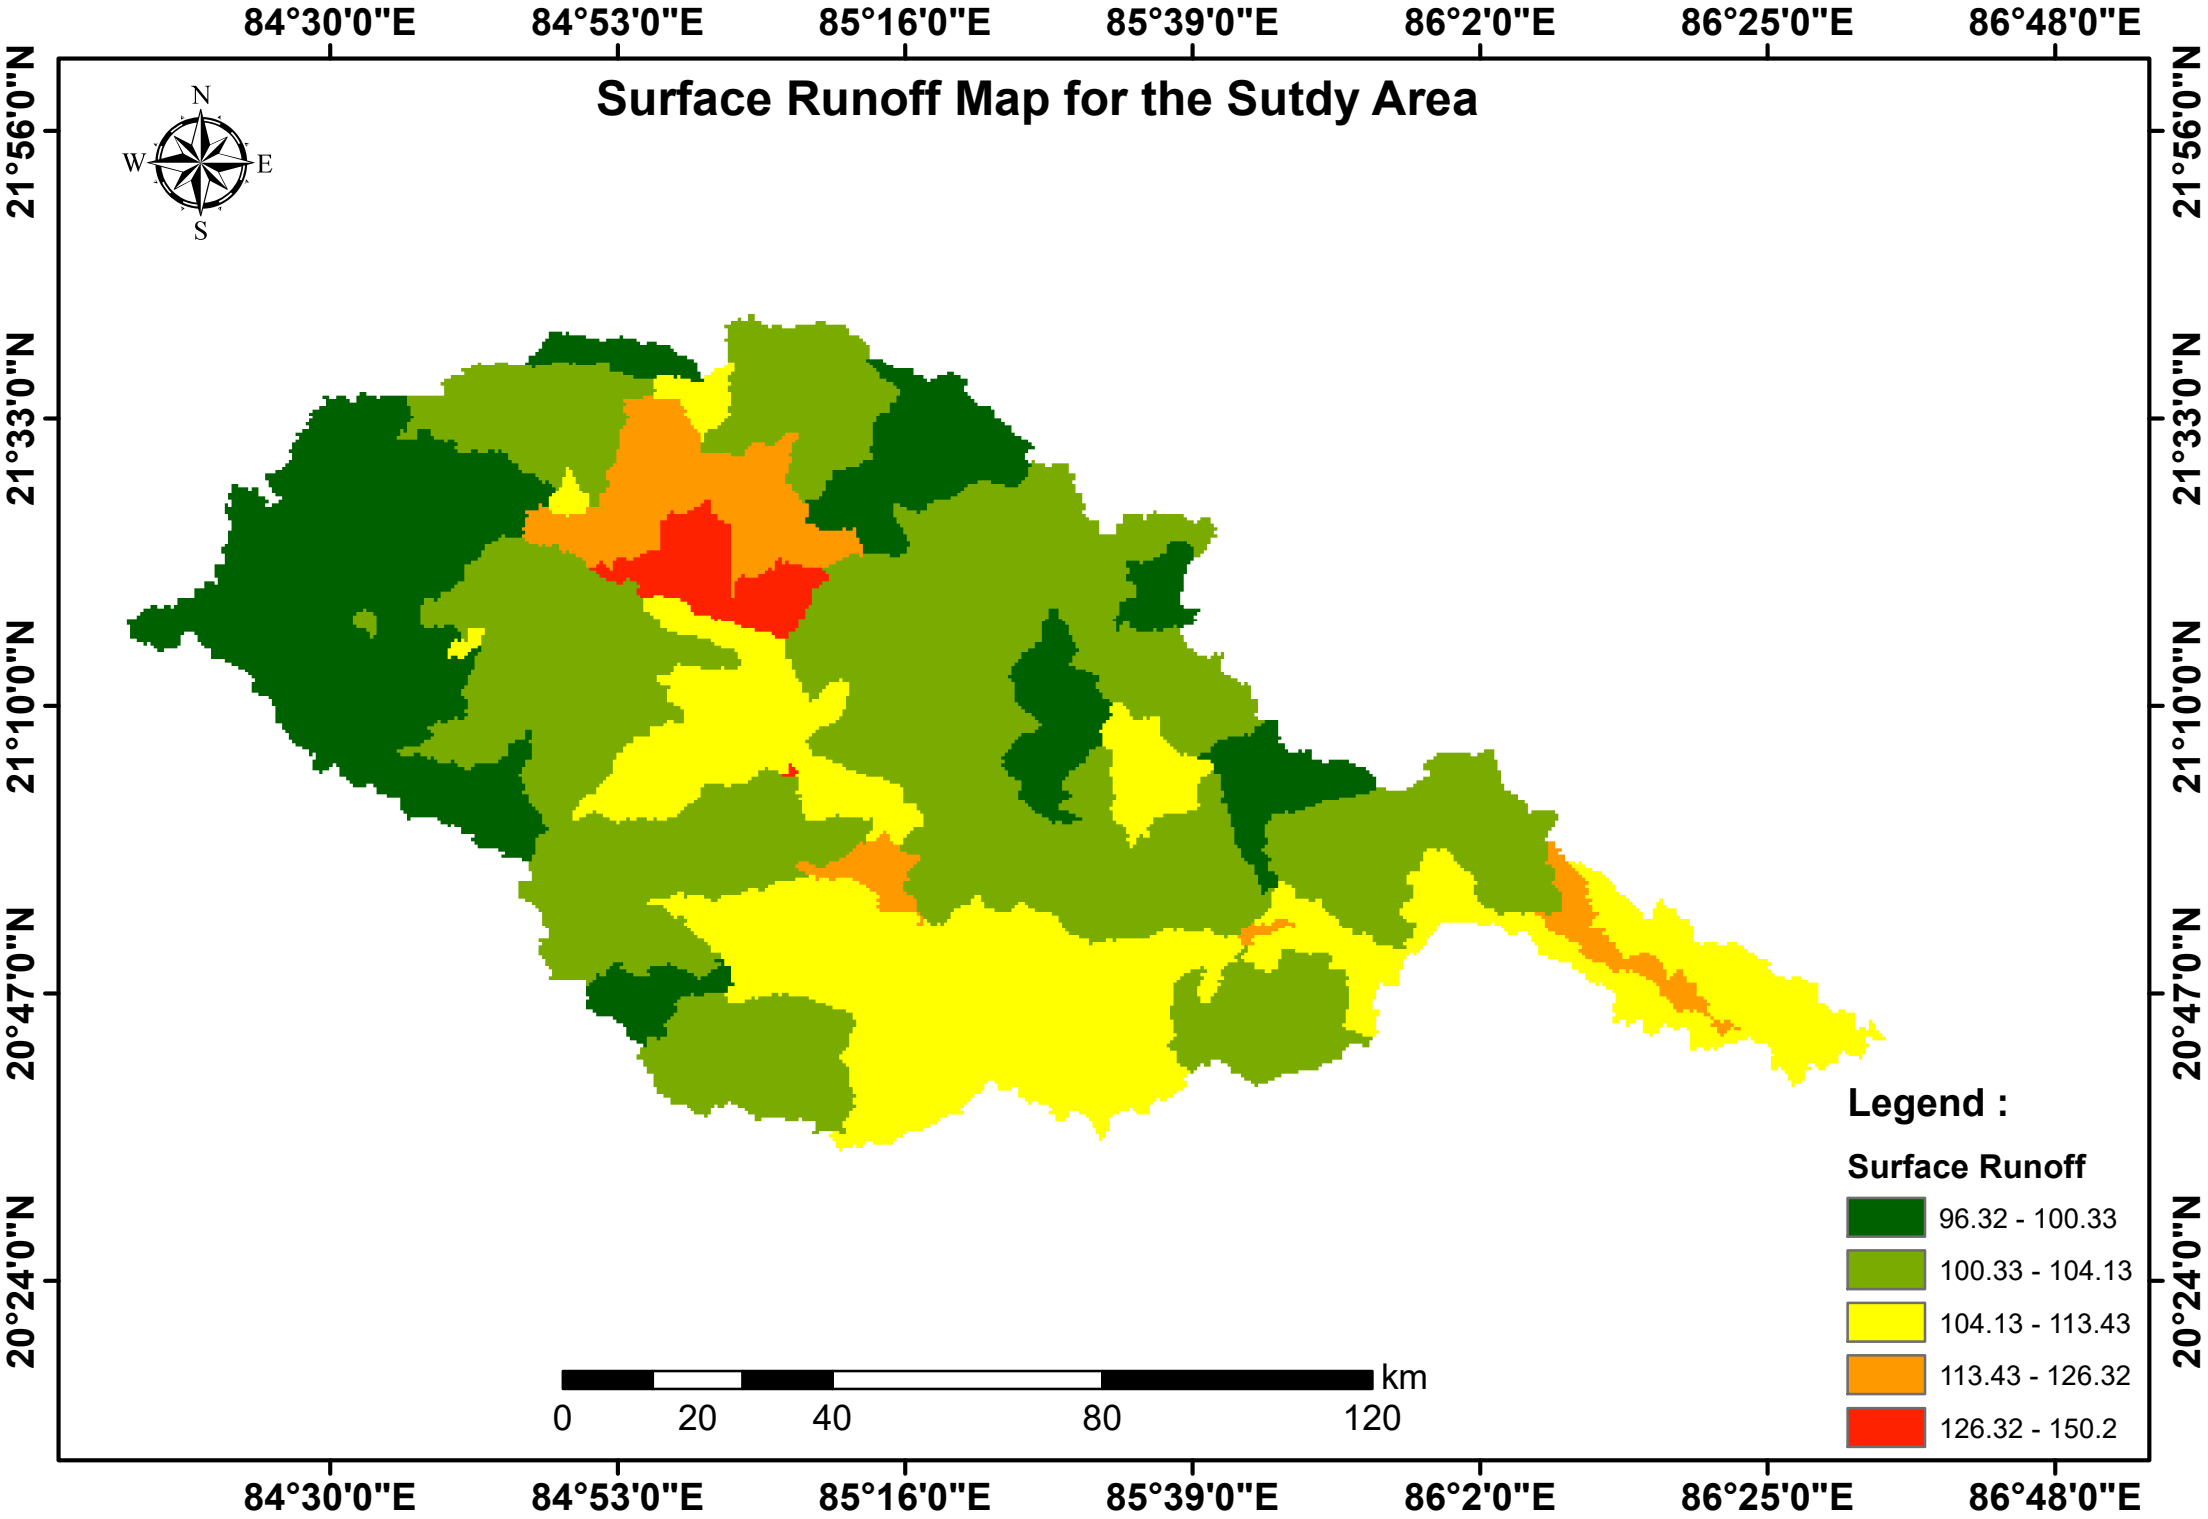 84°30'0"E 84°53'0"E 85°16'0"E 85°39'0"E 86°2'0"E 86°25'0"E 86°48'0"E
Surface Runoff Map for the Sutdy Area
N
W E
S
21°56'0"N 21°56'0"N
21°33'0"N 21°33'0"N
21°10'0"N 21°10'0"N
20°47'0"N 20°47'0"N
20°24'0"N 20°24'0"N
Legend :
Surface Runoff
96.32 - 100.33
100.33 - 104.13
104.13 - 113.43
113.43 - 126.32
126.32 - 150.2
km
0 20 40 80 120
84°30'0"E 84°53'0"E 85°16'0"E 85°39'0"E 86°2'0"E 86°25'0"E 86°48'0"E